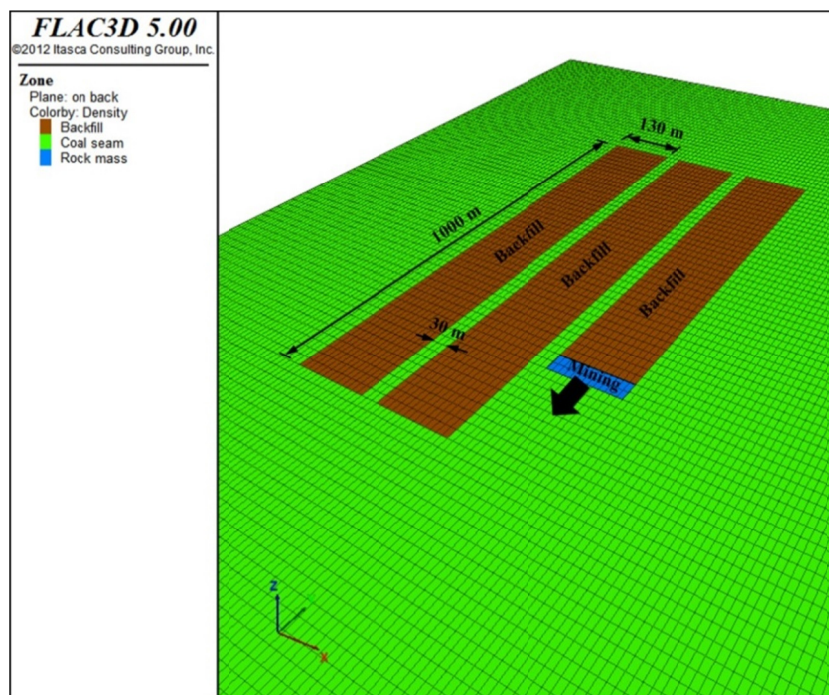 FLAC3D 5.00
©2012 Itasca Consulting Group, Inc.
Zone
Plane: on back
Colorby: Density
Backfill
Coal seam
Rock mass
130 m
1000 m
Backfill
Backfill
Backfill
30 m
Mining
Z
X